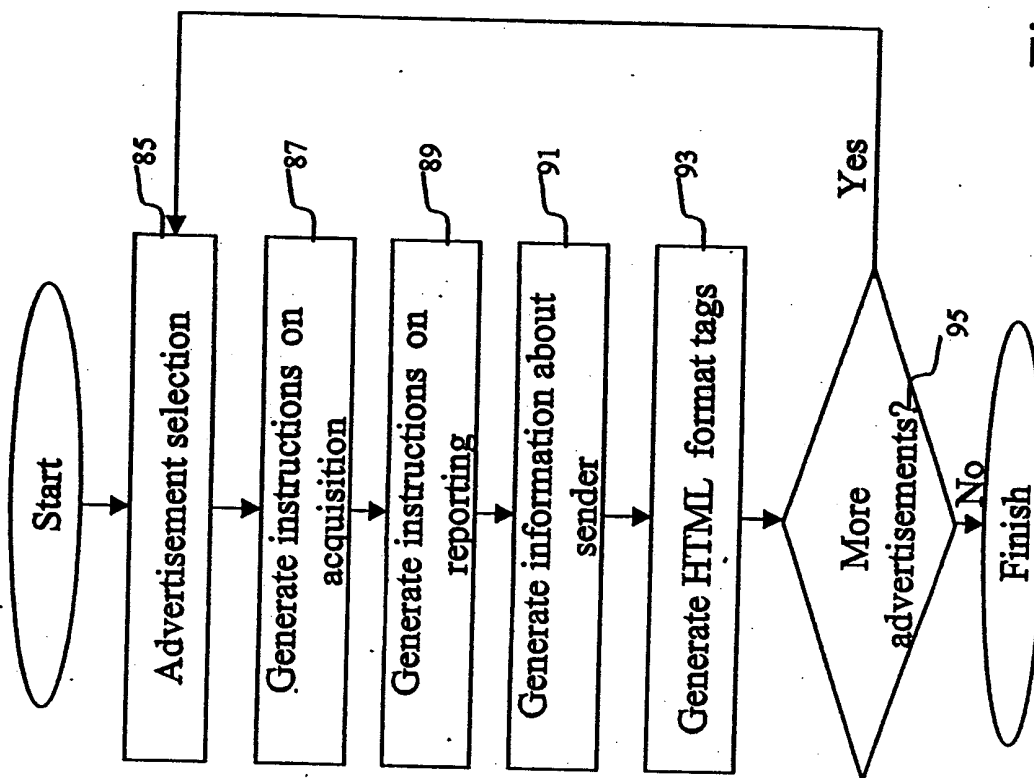 Start
Advertisement selection
85
Generate instructions on
acquisition
87
Generate instructions on
reporting
89
Generate information about
sender
91
Generate HTML format tags
93
More
advertisements?
95
Yes
No
Finish